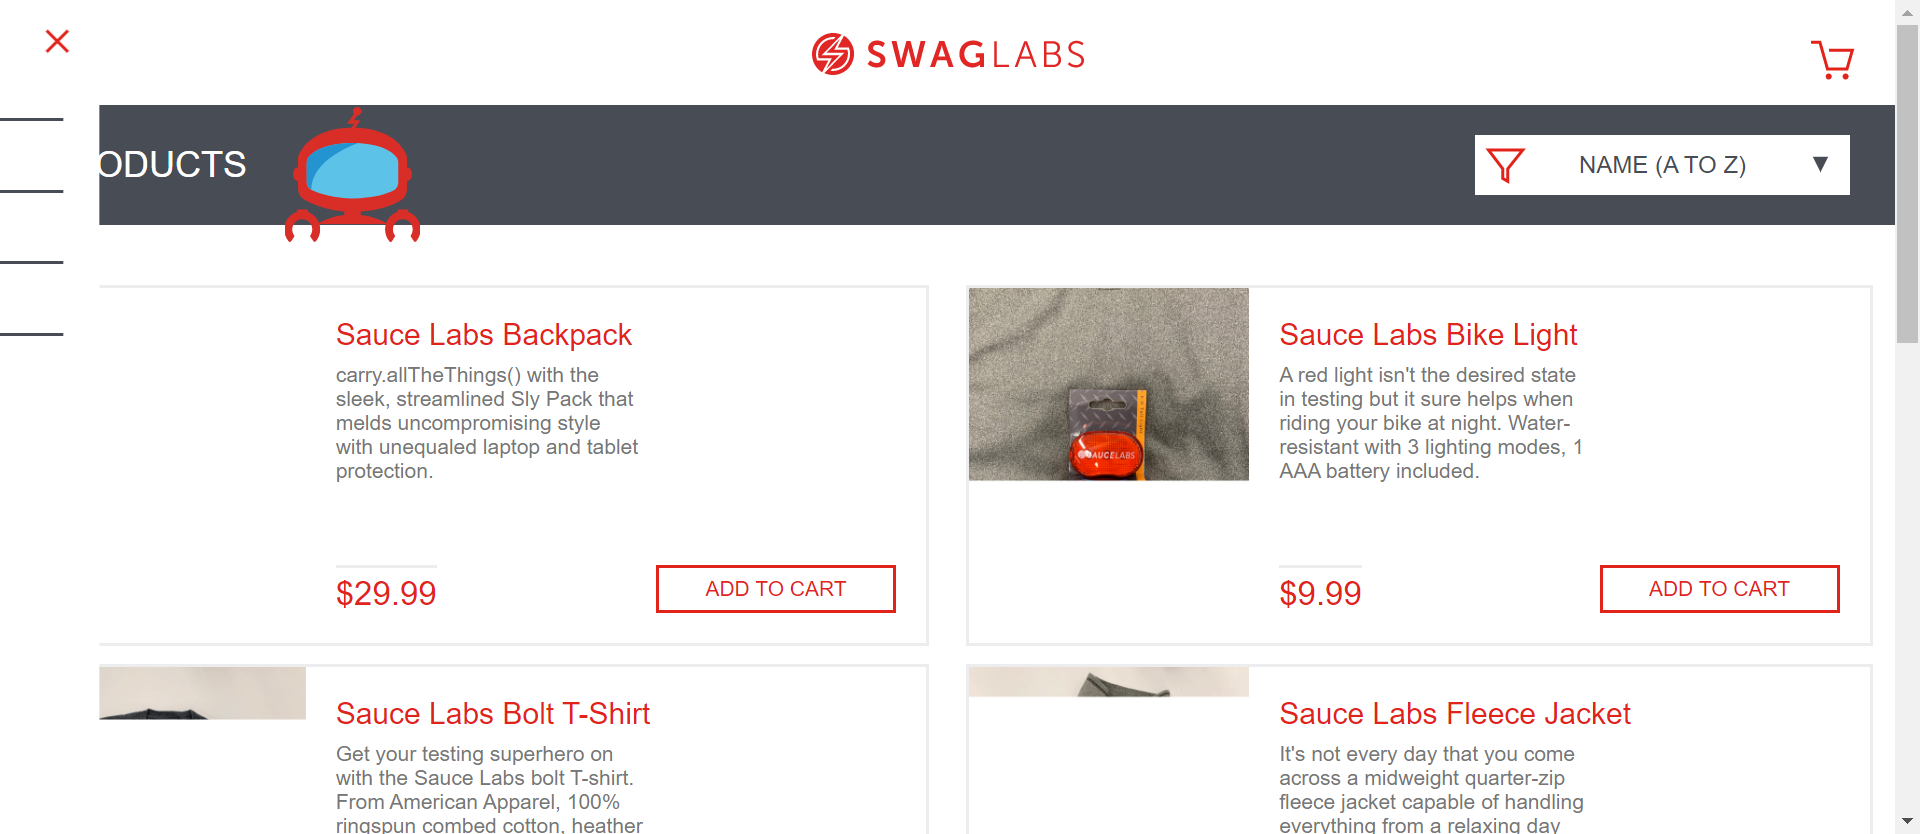 SWAGLABS
ODUCTS
NAME (A TO Z)
Sauce Labs Backpack
carry.allTheThings() with the
sleek, streamlined Sly Pack that
melds uncompromising style
with unequaled laptop and tablet
protection.
$29.99
ADD TO CART
SAUCELABS
Sauce Labs Bike Light
A red light isn't the desired state
in testing but it sure helps when
riding your bike at night. Water-
resistant with 3 lighting modes, 1
AAA battery included.
$9.99
ADD TO CART
Sauce Labs Bolt T-Shirt
Get your testing superhero on
with the Sauce Labs bolt T-shirt.
From American Apparel, 100%
ringspun combed cotton, heather
Sauce Labs Fleece Jacket
It's not every day that you come
across a midweight quarter-zip
fleece jacket capable of handling
everything from a relaxing day